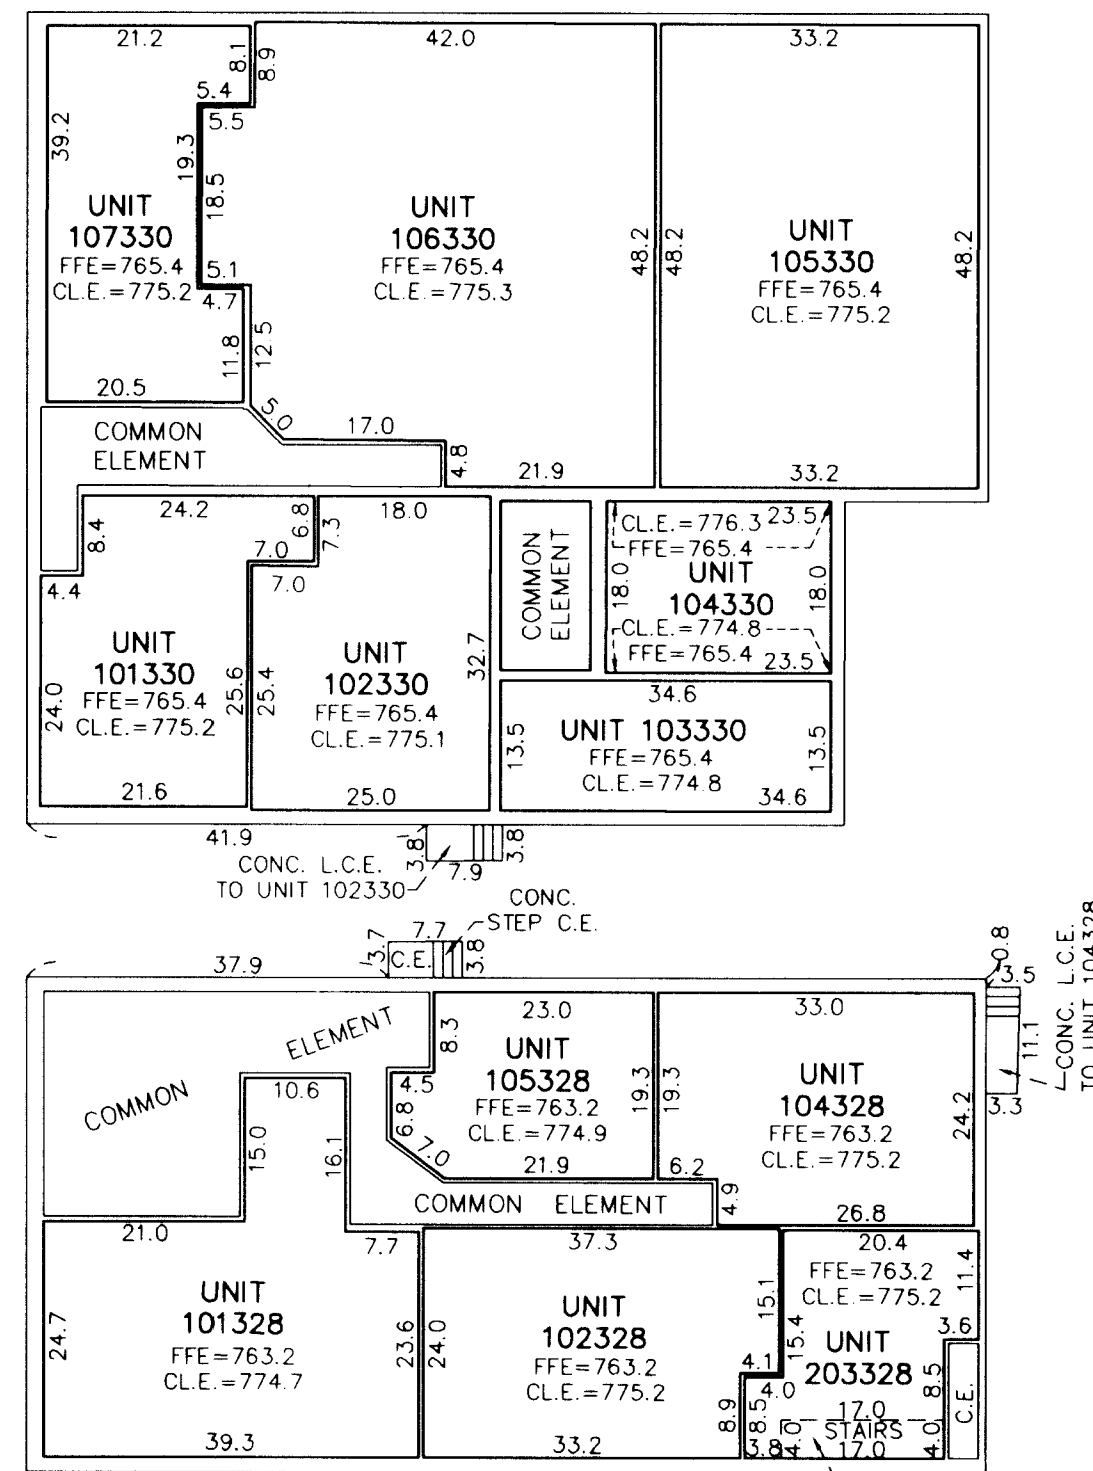 21.2
42.0
33.2
8.1
8.9
5.4
5.5
39.2
19.3
18.5
UNIT
107330
FFE=765.4
CL.E.=775.2
5.1
4.7
11.8
12.5
20.5
UNIT
106330
FFE=765.4
CL.E.=775.3
48.2
48.2
UNIT
105330
FFE=765.4
CL.E.=775.2
48.2
5.0
17.0
4.8
21.9
33.2
COMMON
ELEMENT
24.2
6.8
7.3
18.0
8.4
7.0
7.0
4.4
UNIT
101330
FFE=765.4
CL.E.=775.2
24.0
25.6
25.4
21.6
UNIT
102330
FFE=765.4
CL.E.=775.1
32.7
25.0
COMMON
ELEMENT
CL.E.=776.3
23.5
FFE=765.4
18.0
UNIT
104330
18.0
CL.E.=774.8
FFE=765.4
23.5
34.6
13.5
UNIT 103330
FFE=765.4
CL.E.=774.8
13.5
34.6
41.9
3.8
3.8
7.9
CONC. L.C.E.
TO UNIT 102330
CONC.
STEP C.E.
7.7
3.7
C.E.
3.8
37.9
0.8
3.5
11.1
3.3
CONC. L.C.E.
TO UNIT 104328
COMMON ELEMENT
23.0
8.3
UNIT
105328
FFE=763.2
CL.E.=774.9
4.5
6.8
7.0
19.3
19.3
21.9
33.0
UNIT
104328
FFE=763.2
CL.E.=775.2
24.2
6.2
4.9
26.8
10.6
15.0
16.1
COMMON ELEMENT
21.0
7.7
24.7
UNIT
101328
FFE=763.2
CL.E.=774.7
23.6
39.3
37.3
24.0
UNIT
102328
FFE=763.2
CL.E.=775.2
15.1
4.1
8.9
33.2
20.4
FFE=763.2
CL.E.=775.2
11.4
15.4
3.6
UNIT
203328
4.0
8.5
8.5
17.0
STAIRS
4.0
4.0
3.8
17.0
C.E.